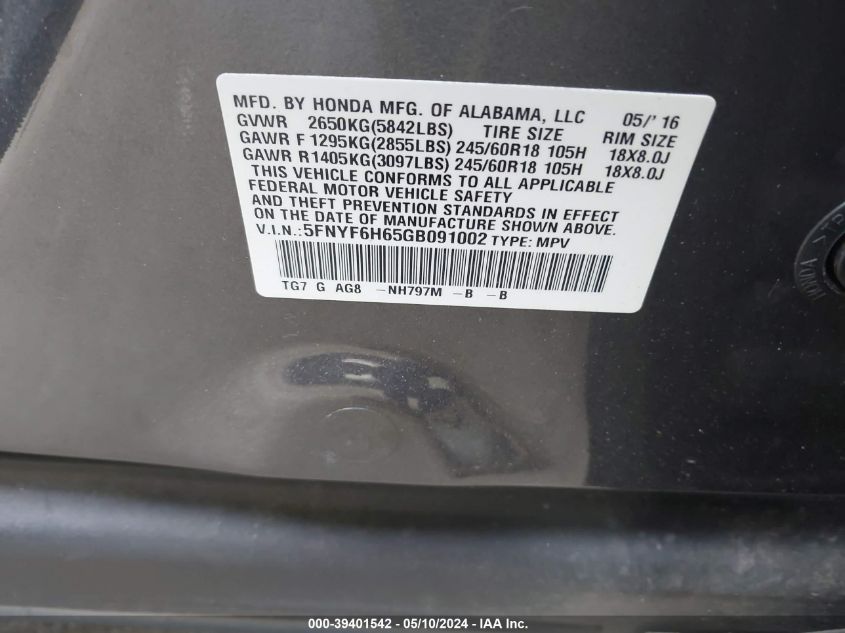 MFD. BY HONDA MFG. OF ALABAMA, LLC 05/' 16
GVWR 2650KG(5842LBS) TIRE SIZE RIM SIZE
GAWR F 1295KG(2855LBS) 245/60R18 105H 18X8.0J
GAWR R1405KG(3097LBS) 245/60R18 105H 18X8.0J
THIS VEHICLE CONFORMS TO ALL APPLICABLE
FEDERAL MOTOR VEHICLE SAFETY
AND THEFT PREVENTION STANDARDS IN EFFECT
ON THE DATE OF MANUFACTURE SHOWN ABOVE.
V.I.N.:5FNYF6H65GB091002 TYPE: MPV
TG7 G AG8 -NH797M -B -B
HONDA >TP
000-39401542 - 05/10/2024 - IAA Inc.